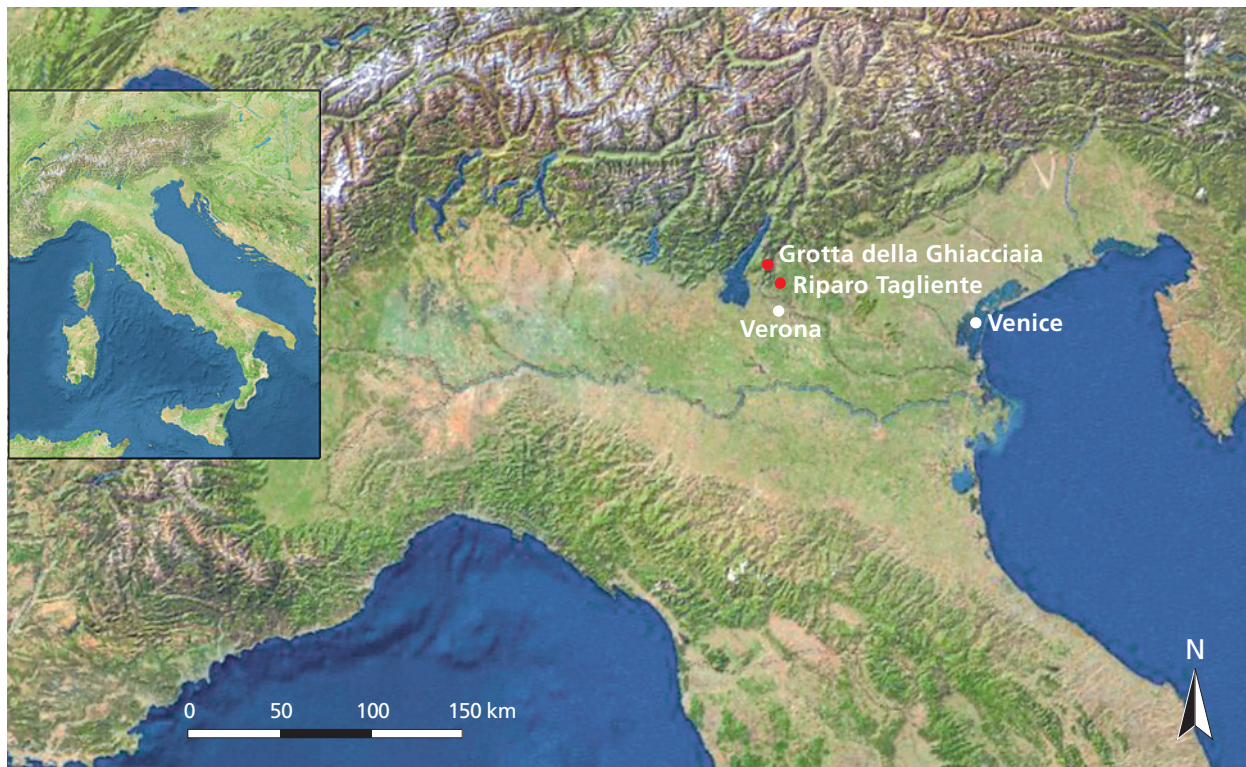 Grotta della Ghiacciaia
Riparo Tagliente
Verona
Venice
N
0 50 100 150 km